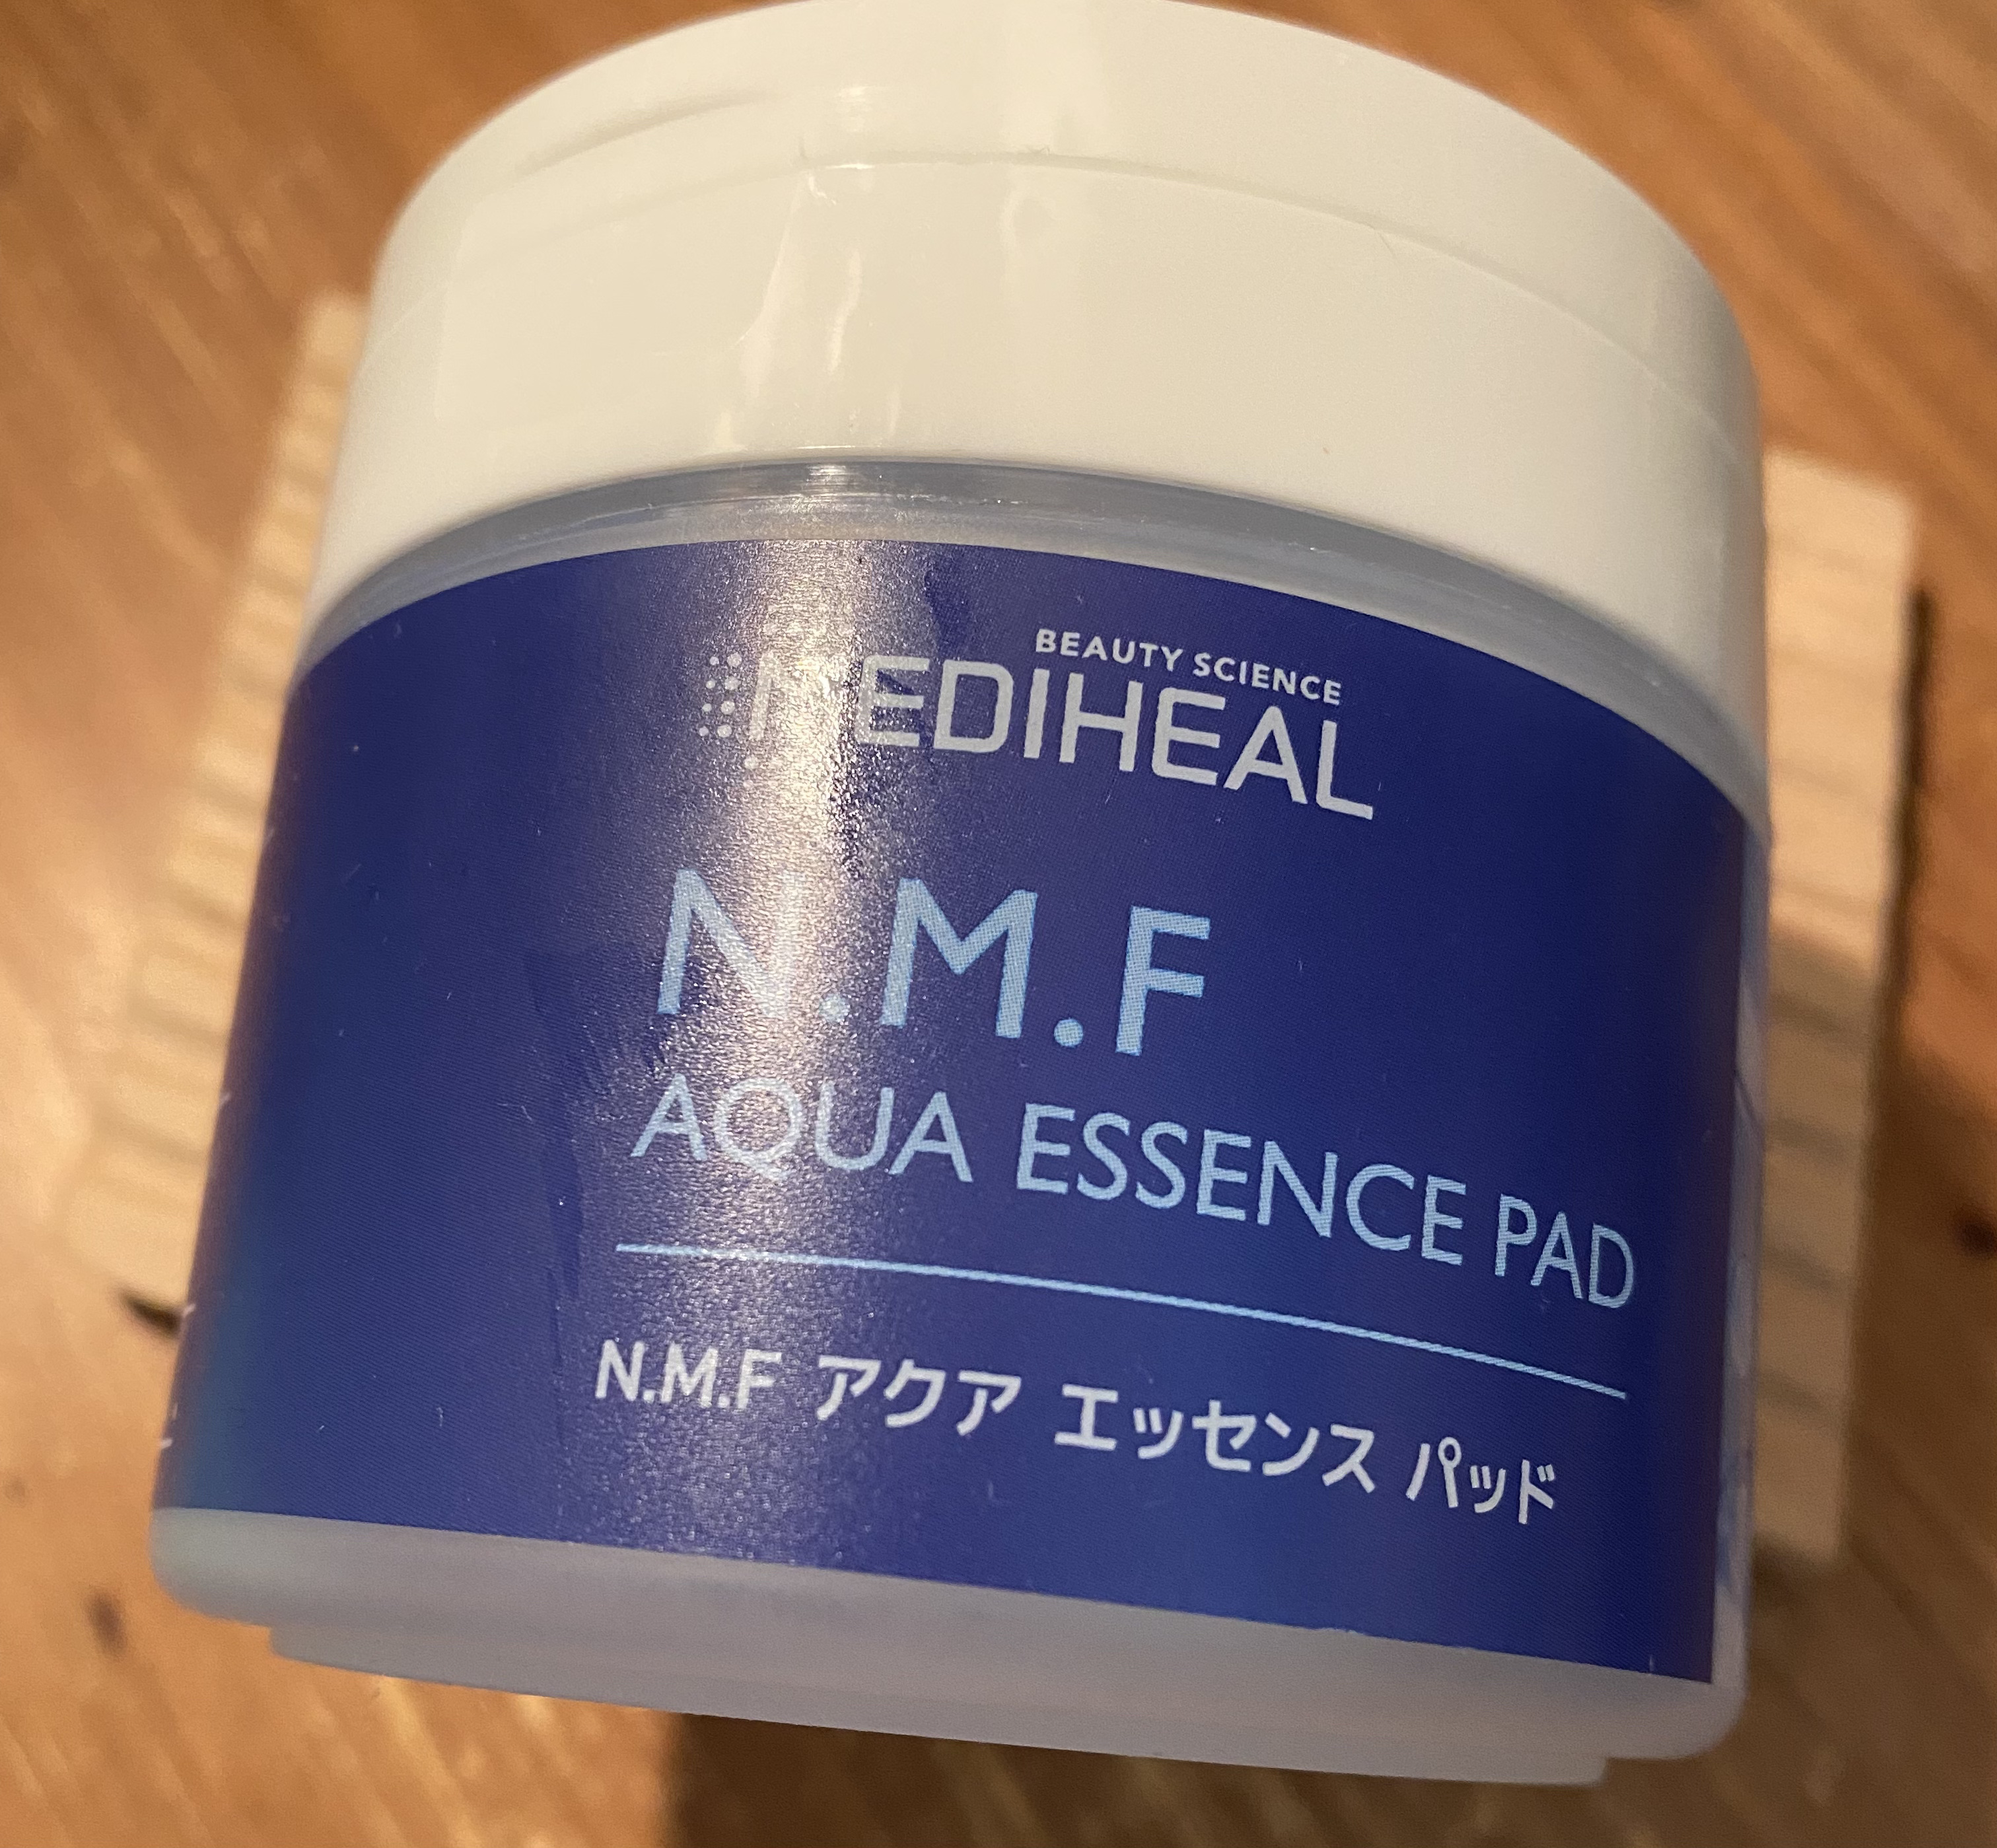 BEAUTY SCIENCE
MEDIHEAL
N.M.F
AQUA ESSENCE PAD
N.M.F アクア エッセンス パッド